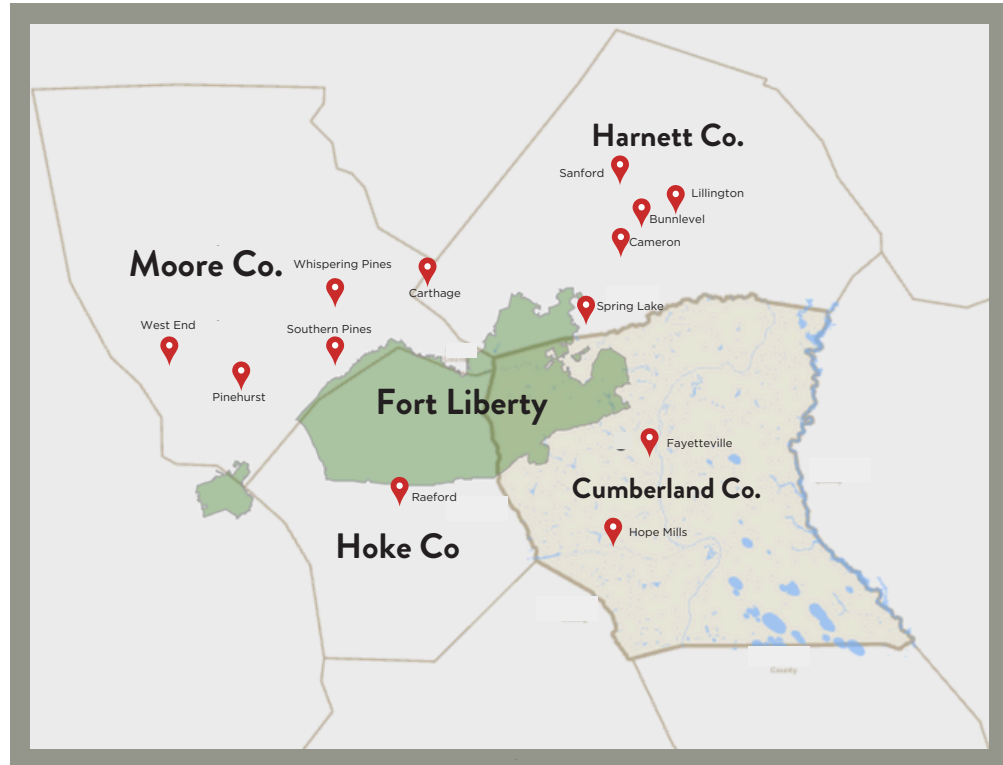 Harnett Co.
Sanford
Lillington
Bunnlevel
Cameron
Moore Co.
Whispering Pines
Carthage
Spring Lake
West End
Southern Pines
Pinehurst
Fort Liberty
Fayetteville
Raeford
Cumberland Co.
Hope Mills
Hoke Co
County